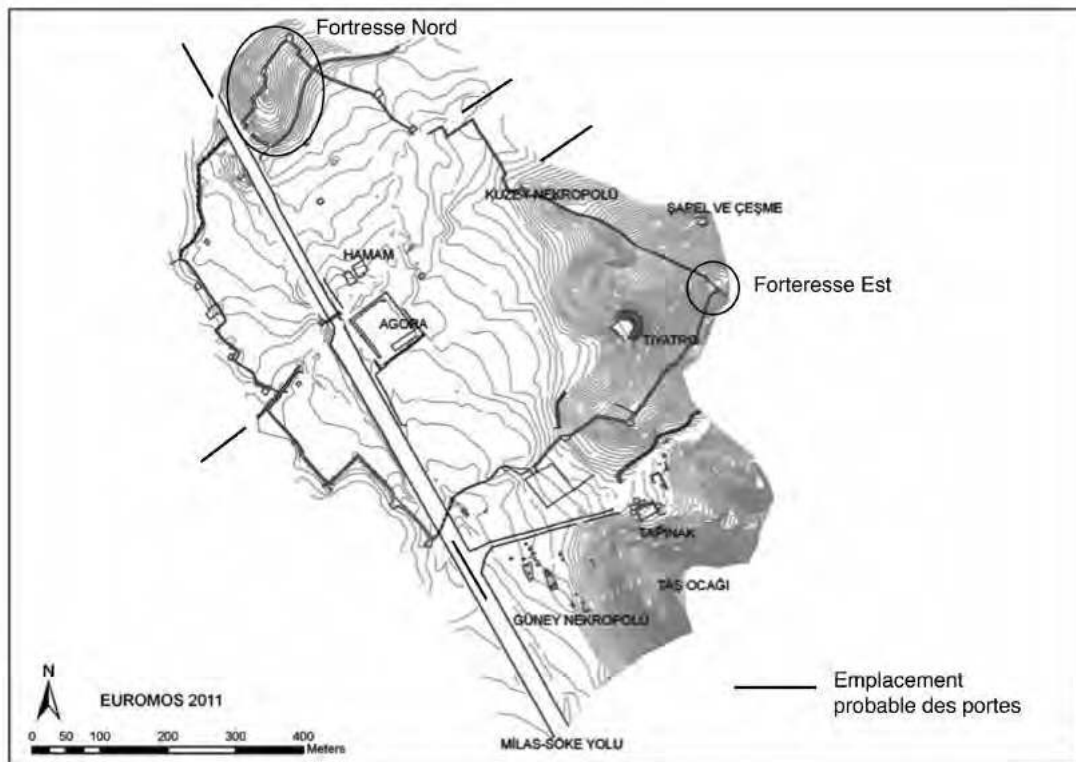 Fortresse Nord
KUZEY NEKROPOLÜ
ŞAPEL VE ÇEŞME
HAMAM
Forteresse Est
AGORA
TİYATRO
TAPINAK
TAŞ OCAĞI
GÜNEY NEKROPOLÜ
N
EUROMOS 2011
Emplacement
probable des portes
0 50 100 200 300 400
Meters
MİLAS-SÖKE YOLU